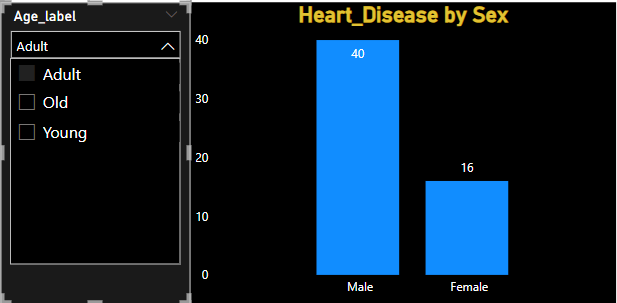 Age_label
Adult
Adult
Old
Young
Heart_Disease by Sex
40
30
20
10
0
40
16
Male
Female